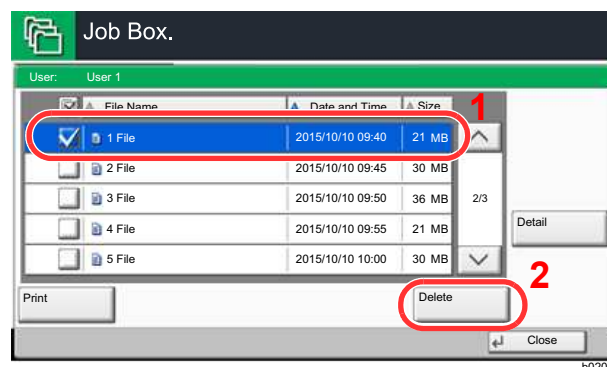 Job Box.
User: User 1
File Name Date and Time Size
1
1 File 2015/10/10 09:40 21 MB
2 File 2015/10/10 09:45 30 MB
3 File 2015/10/10 09:50 36 MB 2/3
4 File 2015/10/10 09:55 21 MB
Detail
5 File 2015/10/10 10:00 30 MB
2
Print Delete
Close